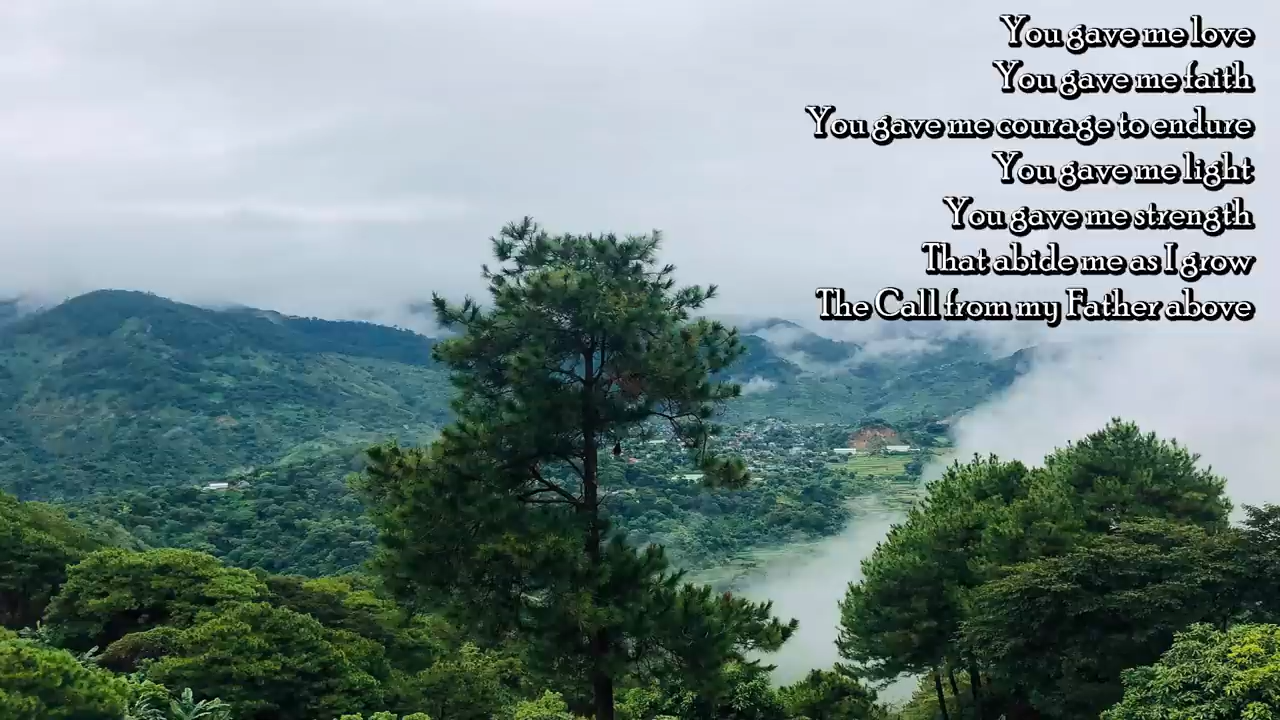 You gave me love
You gave me faith
You gave me courage to endure
You gave me light
You gave me strength
That abide me as I grow
The Call from my Father above